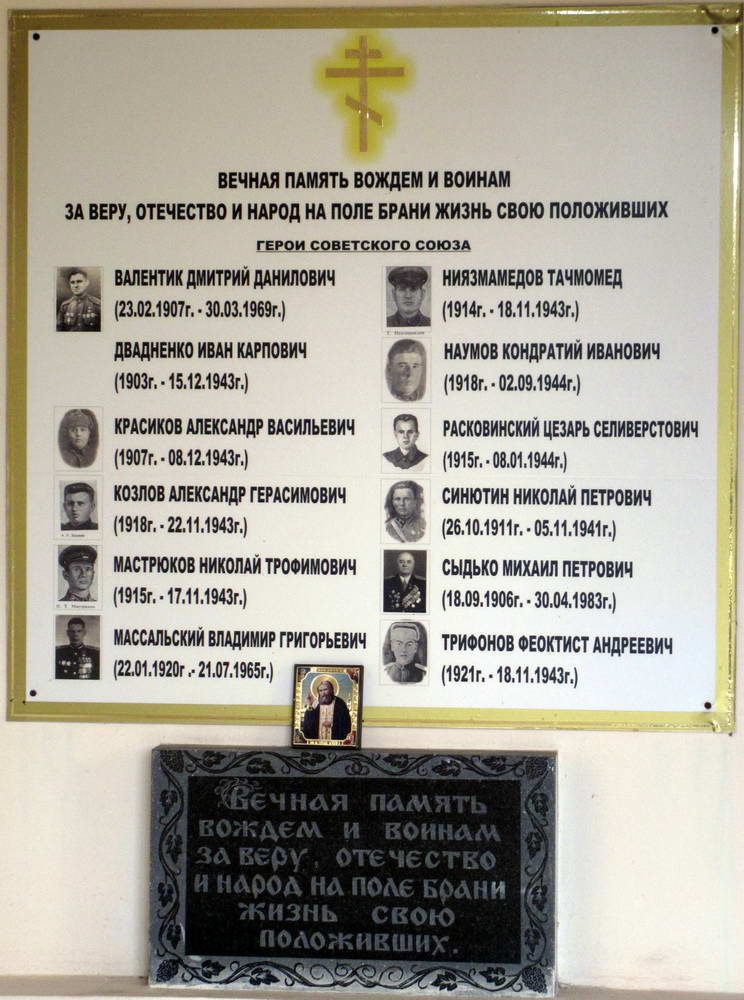 ВЕЧНАЯ ПАМЯТЬ ВОЖДЕМ И ВОИНАМ
ЗА ВЕРУ, ОТЕЧЕСТВО И НАРОД НА ПОЛЕ БРАНИ ЖИЗНЬ СВОЮ ПОЛОЖИВШИХ
ГЕРОИ СОВЕТСКОГО СОЮЗА
ВАЛЕНТИК ДМИТРИЙ ДАНИЛОВИЧ
(23.02.1907г. - 30.03.1969г.)
ДВАДНЕНКО ИВАН КАРПОВИЧ
(1903г. - 15.12.1943г.)
КРАСИКОВ АЛЕКСАНДР ВАСИЛЬЕВИЧ
(1907г. - 08.12.1943г.)
КОЗЛОВ АЛЕКСАНДР ГЕРАСИМОВИЧ
(1918г. - 22.11.1943г.)
МАСТРЮКОВ НИКОЛАЙ ТРОФИМОВИЧ
(1915г. - 17.11.1943г.)
МАССАЛЬСКИЙ ВЛАДИМИР ГРИГОРЬЕВИЧ
(22.01.1920г .- 21.07.1965г.)
НИЯЗМАМЕДОВ ТАЧМОМЕД
(1914г. - 18.11.1943г.)
НАУМОВ КОНДРАТИЙ ИВАНОВИЧ
(1918г. - 02.09.1944г.)
РАСКОВИНСКИЙ ЦЕЗАРЬ СЕЛИВЕРСТОВИЧ
(1915г. - 08.01.1944г.)
СИНЮТИН НИКОЛАЙ ПЕТРОВИЧ
(26.10.1911г. - 05.11.1941г.)
СЫДЬКО МИХАИЛ ПЕТРОВИЧ
(18.09.1906г. - 30.04.1983г.)
ТРИФОНОВ ФЕОКТИСТ АНДРЕЕВИЧ
(1921г. - 18.11.1943г.)
ВЕЧНАЯ ПАМЯТЬ
ВОЖДЕМ И ВОИНАМ
ЗА ВЕРУ, ОТЕЧЕСТВО
И НАРОД НА ПОЛЕ БРАНИ
ЖИЗНЬ СВОЮ
ПОЛОЖИВШИХ.